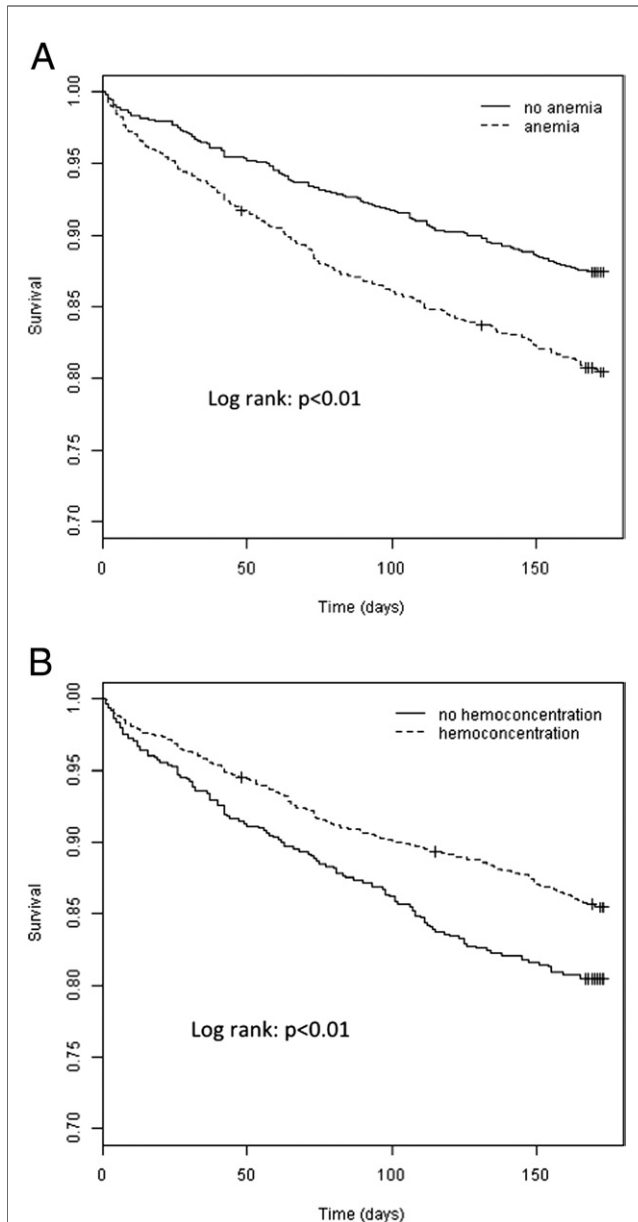 A
1.00
0.95
0.90
0.85
0.80
0.75
0.70
Survival
no anemia
anemia
Log rank: p<0.01
0
50
100
150
Time (days)
B
1.00
0.95
0.90
0.85
0.80
0.75
0.70
Survival
no hemoconcentration
hemoconcentration
Log rank: p<0.01
0
50
100
150
Time (days)